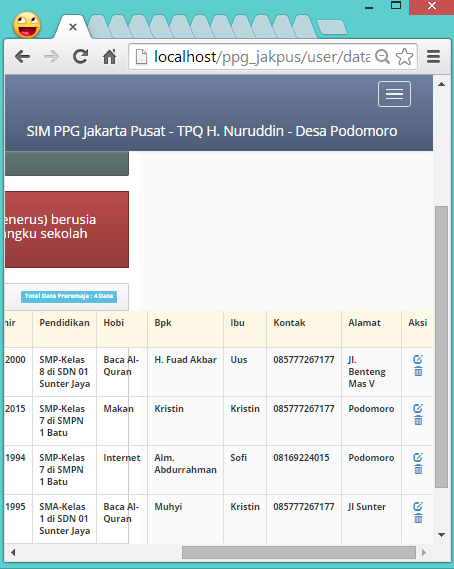 localhost/ppg_jakpus/user/data
SIM PPG Jakarta Pusat - TPQ H. Nuruddin - Desa Podomoro
enerus) berusia
angku sekolah
Total Data Praremaja : 4 Data
hir Pendidikan Hobi Bpk Ibu Kontak Alamat Aksi
2000 SMP-Kelas 8 di SDN 01 Sunter Jaya Baca Al-Quran H. Fuad Akbar Uus 085777267177 Jl. Benteng Mas V
2015 SMP-Kelas 7 di SMPN 1 Batu Makan Kristin Kristin 085777267177 Podomoro
1994 SMP-Kelas 7 di SMPN 1 Batu Internet Alm. Abdurrahman Sofi 08169224015 Podomoro
1995 SMA-Kelas 1 di SDN 01 Sunter Jaya Baca Al-Quran Muhyi Kristin 085777267177 Jl Sunter